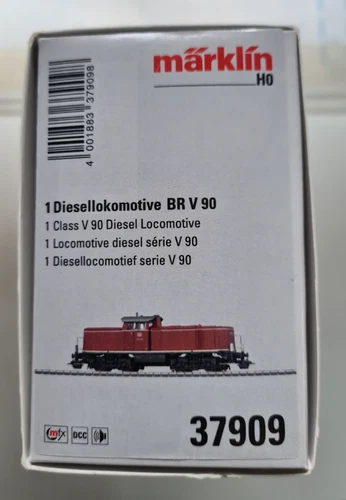 märklin
H0
4 001883 379098
1 Diesellokomotive BR V 90
1 Class V 90 Diesel Locomotive
1 Locomotive diesel série V 90
1 Diesellocomotief serie V 90
mfx
DCC
37909